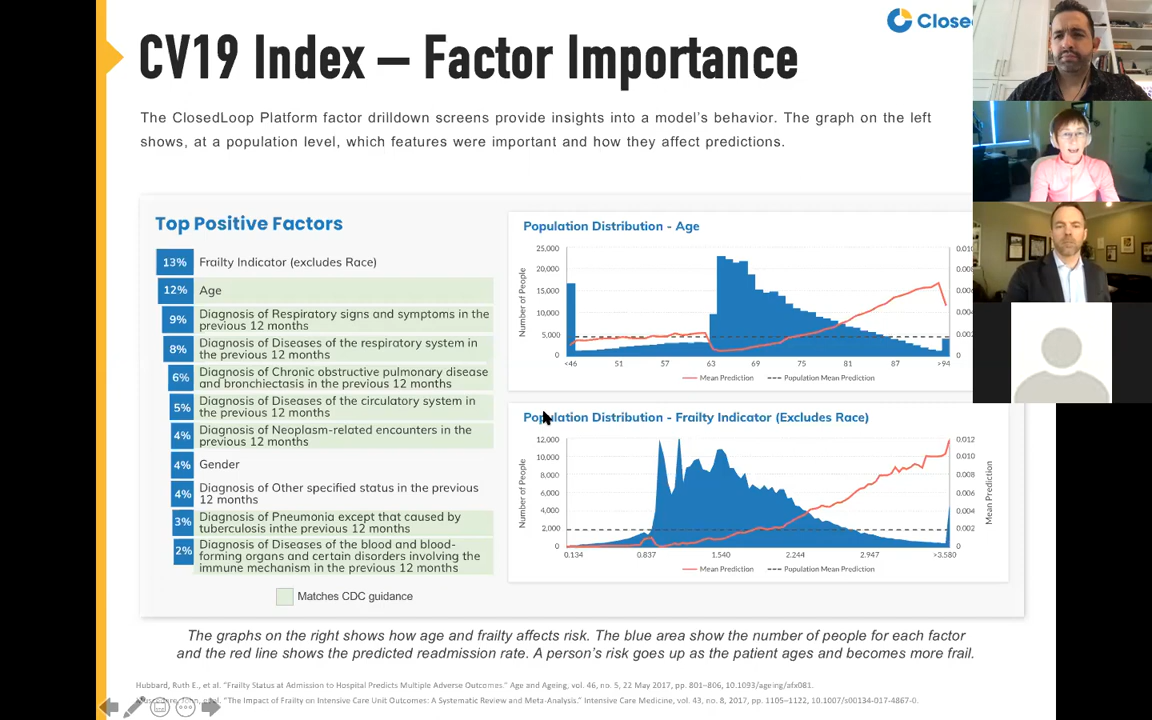 Closed
CV19 Index – Factor Importance
The ClosedLoop Platform factor drilldown screens provide insights into a model's behavior. The graph on the left
shows, at a population level, which features were important and how they affect predictions.
Top Positive Factors
13% Frailty Indicator (excludes Race)
12% Age
9% Diagnosis of Respiratory signs and symptoms in the
previous 12 months
8% Diagnosis of Diseases of the respiratory system in
the previous 12 months
6% Diagnosis of Chronic obstructive pulmonary disease
and bronchiectasis in the previous 12 months
5% Diagnosis of Diseases of the circulatory system in
the previous 12 months
4% Diagnosis of Neoplasm-related encounters in the
previous 12 months
4% Gender
4% Diagnosis of Other specified status in the previous
12 months
3% Diagnosis of Pneumonia except that caused by
tuberculosis inthe previous 12 months
2% Diagnosis of Diseases of the blood and blood-
forming organs and certain disorders involving the
immune mechanism in the previous 12 months
Matches CDC guidance
Population Distribution - Age
Number of People
25,000
20,000
15,000
10,000
5,000
0
0.010
0.00
0.00
0.00
0.002
0
<46 51 57 63 69 75 81 87 >94
Mean Prediction Population Mean Prediction
Population Distribution - Frailty Indicator (Excludes Race)
Number of People
12,000
10,000
8,000
6,000
4,000
2,000
0
0.012
0.010
0.008
0.006
0.004
0.002
0
Mean Prediction
0.134 0.837 1.540 2.244 2.947 >3.580
Mean Prediction Population Mean Prediction
The graphs on the right shows how age and frailty affects risk. The blue area show the number of people for each factor
and the red line shows the predicted readmission rate. A person's risk goes up as the patient ages and becomes more frail.
Hubbard, Ruth E., et al. "Frailty Status at Admission to Hospital Predicts Multiple Adverse Outcomes." Age and Ageing, vol. 46, no. 5, 22 May 2017, pp. 801–806, 10.1093/ageing/afx081.
"The Impact of Frailty on Intensive Care Unit Outcomes: A Systematic Review and Meta-Analysis." Intensive Care Medicine, vol. 43, no. 8, 2017, pp. 1105–1122, 10.1007/s00134-017-4867-0.